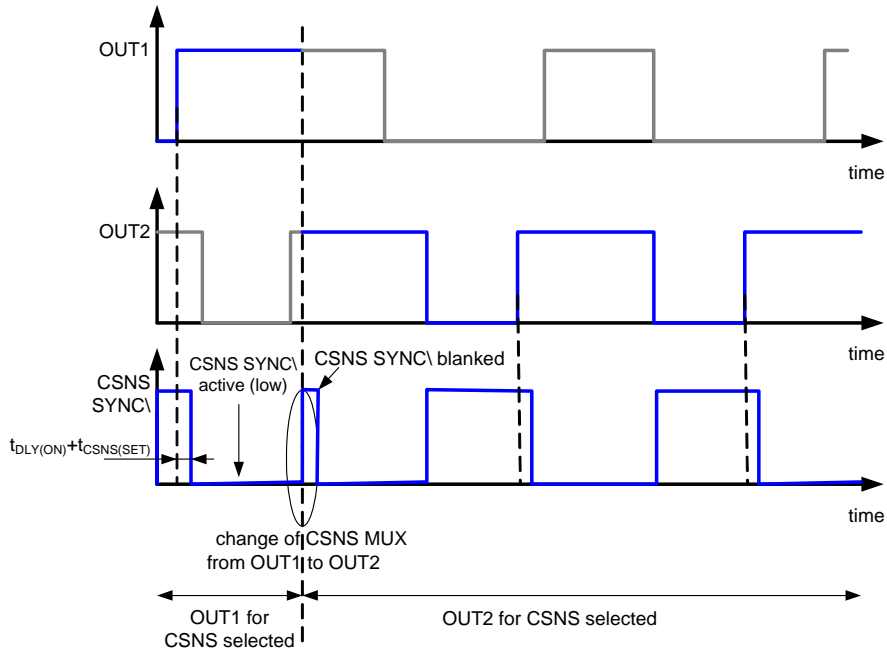 OUT1
time
OUT2
time
CSNS SYNC\ blanked
CSNS SYNC\
active (low)
CSNS
SYNC\
tDLY(ON)+tCSNS(SET)
time
change of CSNS MUX
from OUT1 to OUT2
OUT1 for
CSNS selected
OUT2 for CSNS selected